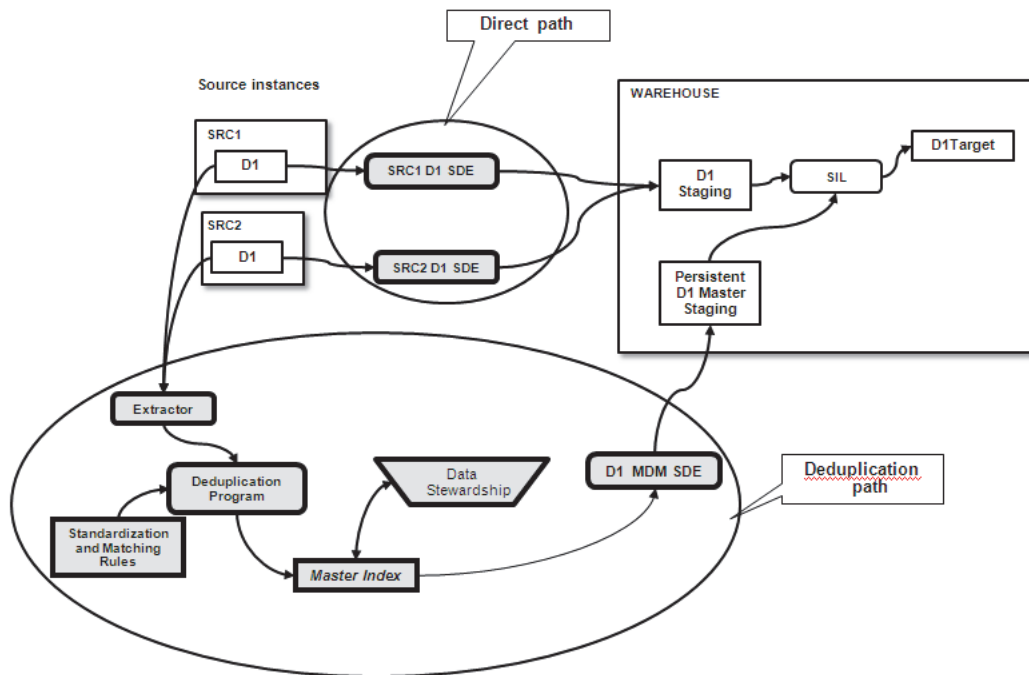 Direct path
Source instances
WAREHOUSE
SRC1
D1
SRC1 D1 SDE
D1
Staging
SIL
D1Target
SRC2
D1
SRC2 D1 SDE
Persistent
D1 Master
Staging
Extractor
Deduplication
Program
Data
Stewardship
D1 MDM SDE
Deduplication
path
Standardization
and Matching
Rules
Master Index